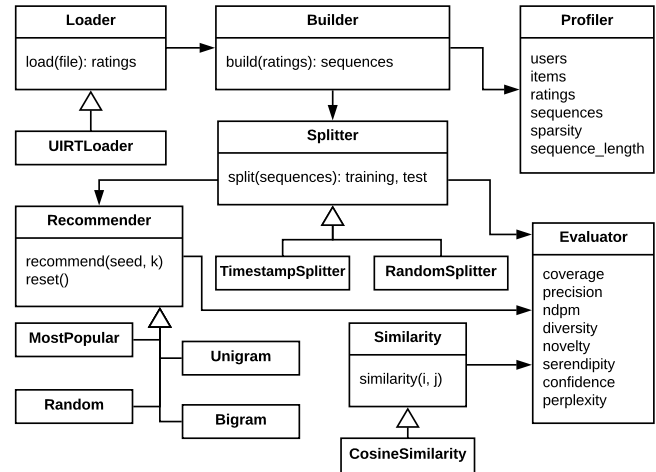 Loader
load(file): ratings
UIRTLoader
Builder
build(ratings): sequences
Profiler
users
items
ratings
sequences
sparsity
sequence_length
Splitter
split(sequences): training, test
TimestampSplitter
RandomSplitter
Recommender
recommend(seed, k)
reset()
MostPopular
Unigram
Random
Bigram
Similarity
similarity(i, j)
CosineSimilarity
Evaluator
coverage
precision
ndpm
diversity
novelty
serendipity
confidence
perplexity